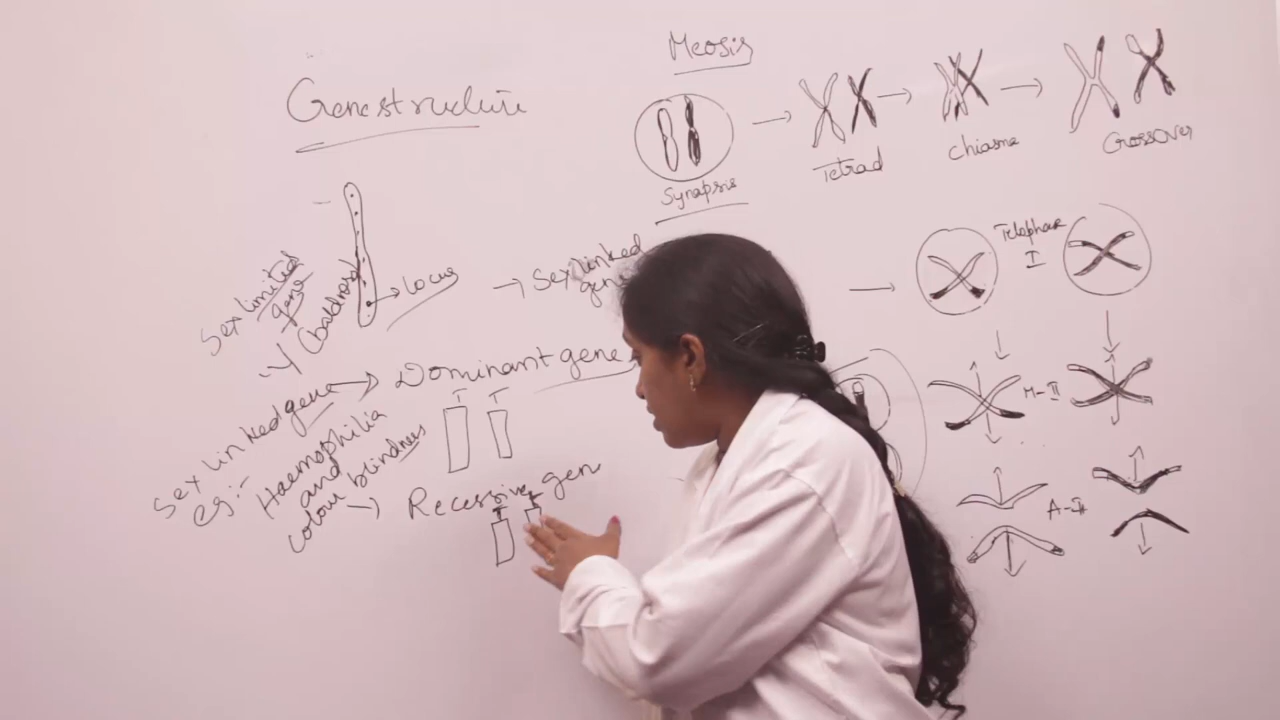 Meosis
Gene structure
Synapsis
Tetrad
Chiasma
Crossover
Telophase
I
Sex limited
gene
Baldness
Locus
Sex linked
gene
Dominant gene
T T
Sex linked gene
eg:-
Haemophilia
and
colour blindness
Recessive gen
T
M-II
A-II